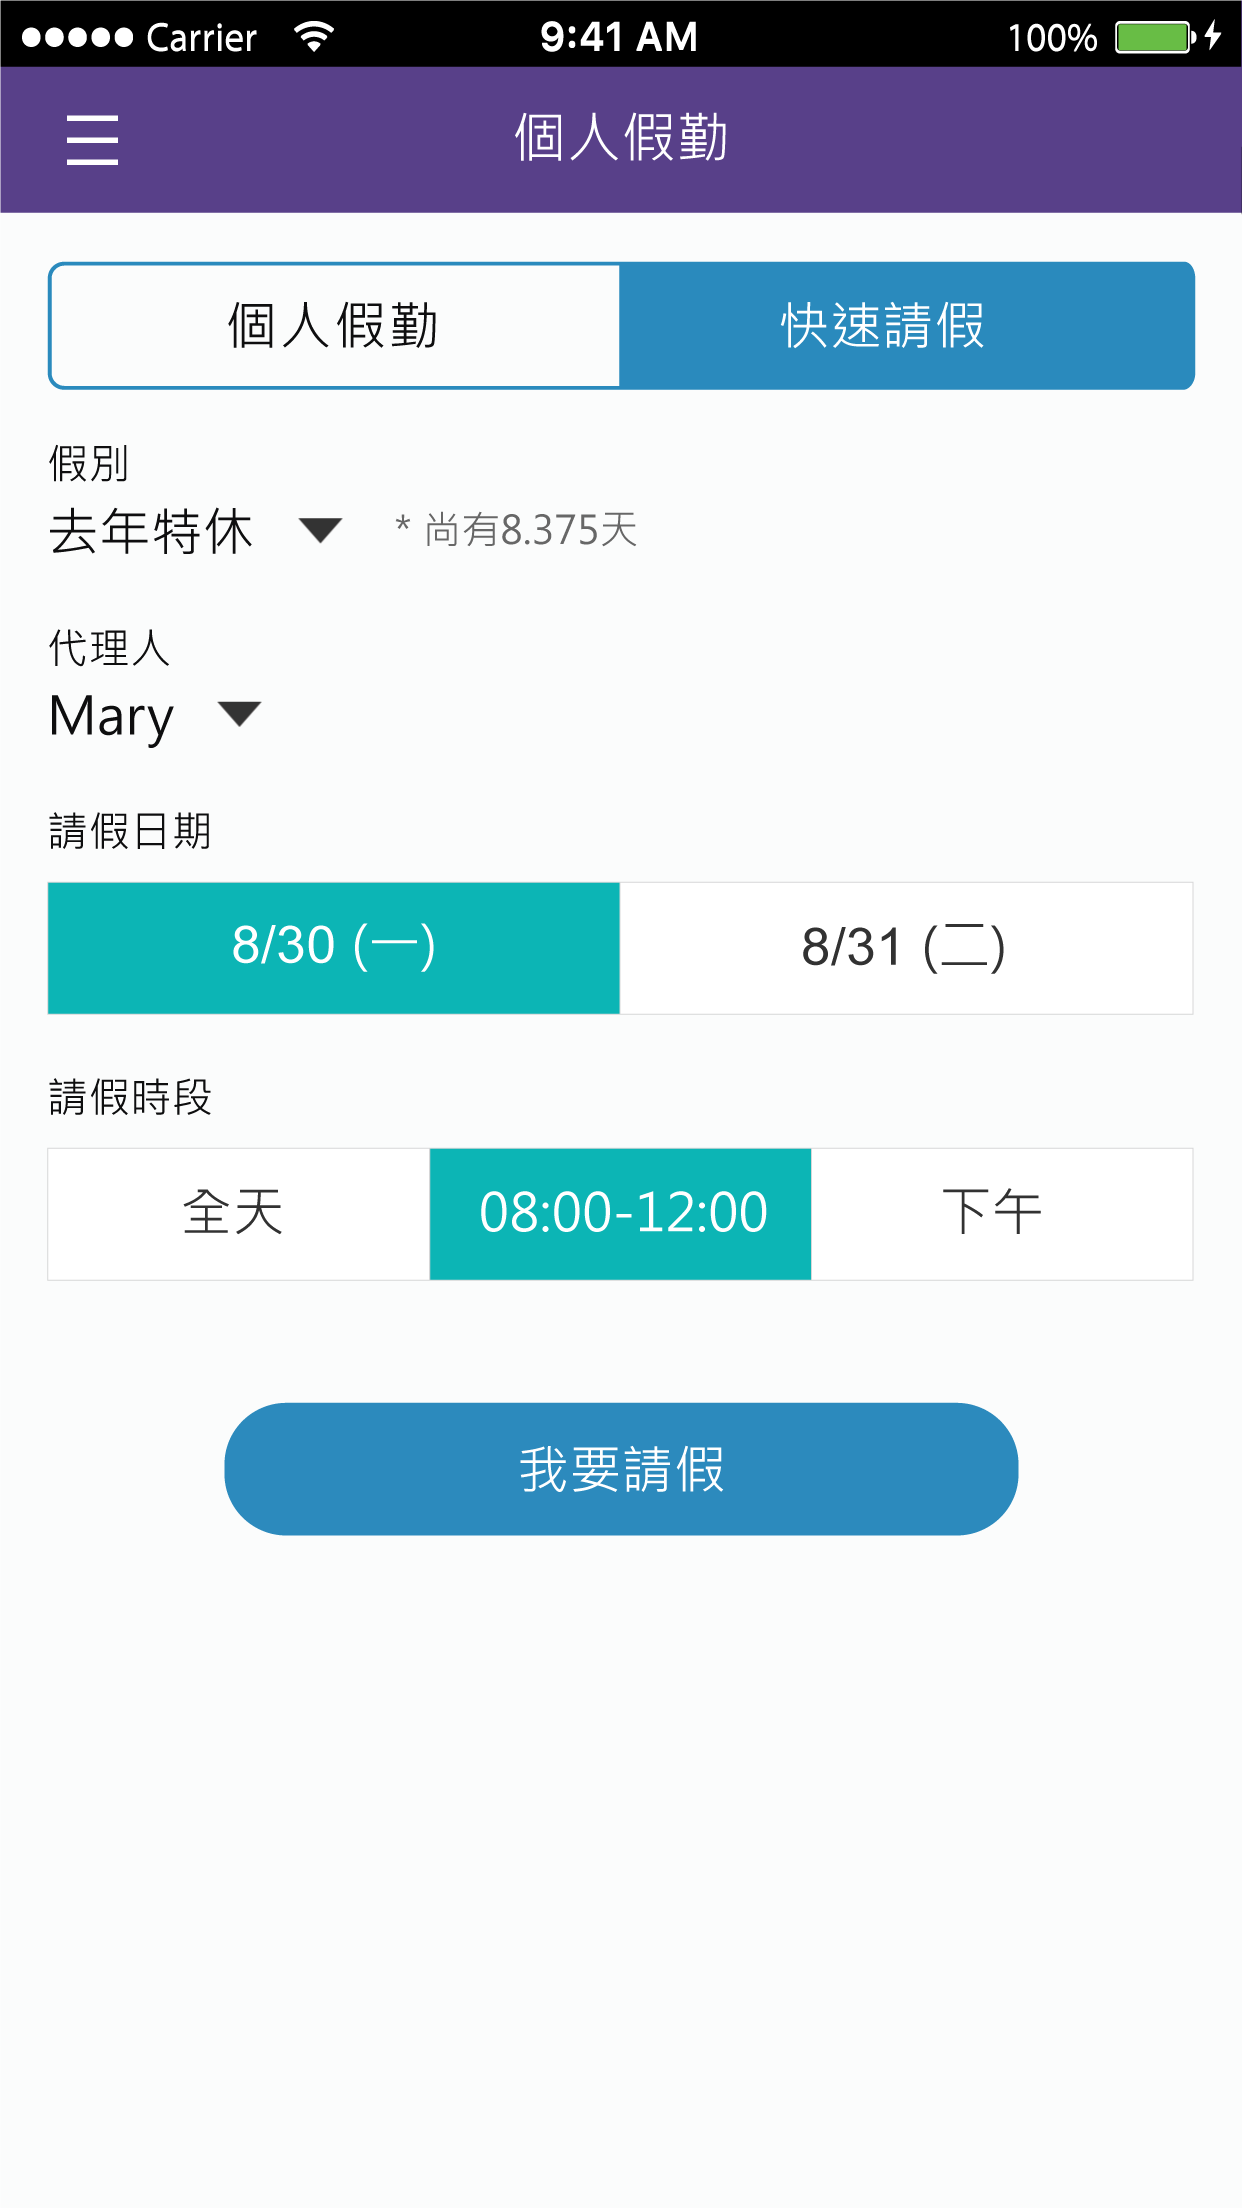 Carrier 9:41 AM 100%
個人假勤
個人假勤 快速請假
假別
去年特休 * 尚有8.375天
代理人
Mary
請假日期
8/30 (一) 8/31 (二)
請假時段
全天 08:00-12:00 下午
我要請假